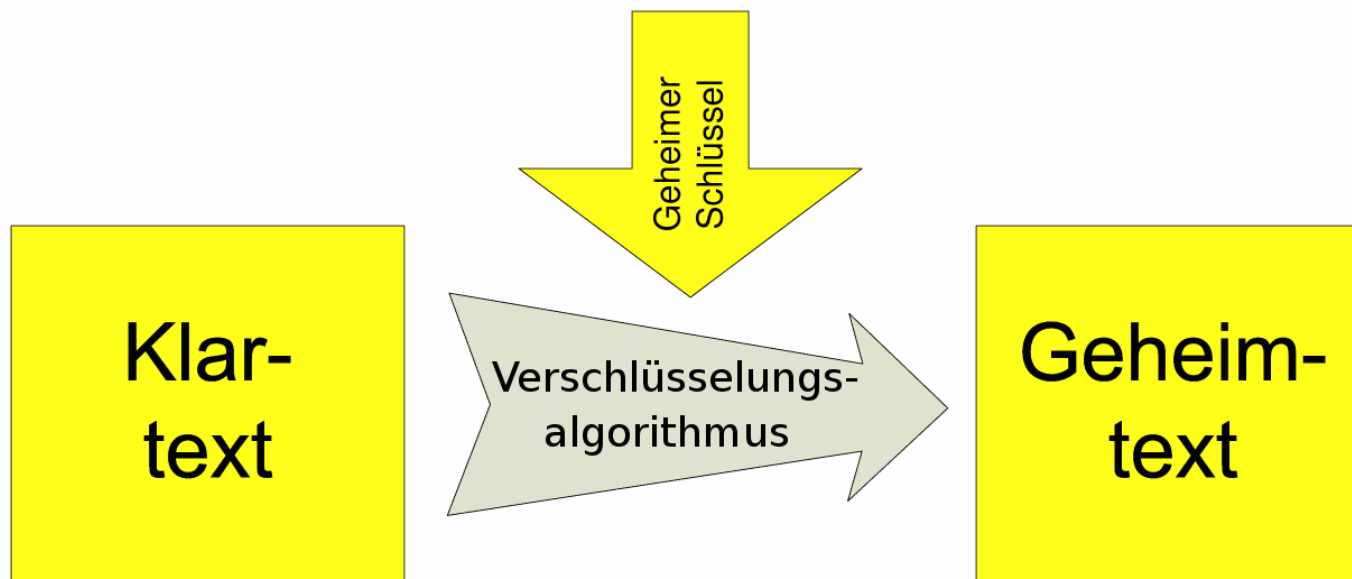 Geheimer
Schlüssel
Klar-
text
Verschlüsselungs-
algorithmus
Geheim-
text